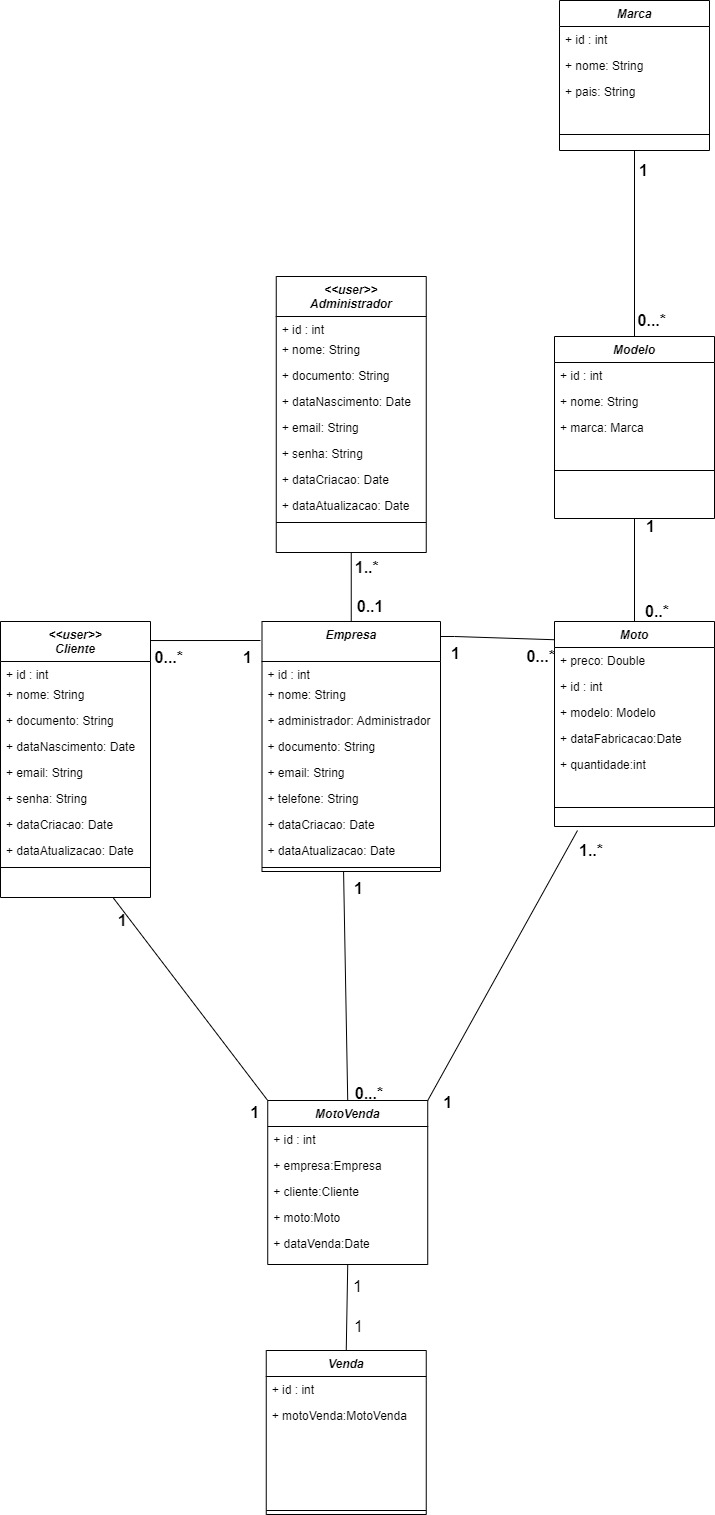 Marca
+ id : int
+ nome: String
+ pais: String
1
0...*
Modelo
+ id : int
+ nome: String
+ marca: Marca
1
0..*
<<user>>
Administrador
+ id : int
+ nome: String
+ documento: String
+ dataNascimento: Date
+ email: String
+ senha: String
+ dataCriacao: Date
+ dataAtualizacao: Date
1..*
0..1
<<user>>
Cliente
+ id : int
+ nome: String
+ documento: String
+ dataNascimento: Date
+ email: String
+ senha: String
+ dataCriacao: Date
+ dataAtualizacao: Date
0...*
1
Empresa
+ id : int
+ nome: String
+ administrador: Administrador
+ documento: String
+ email: String
+ telefone: String
+ dataCriacao: Date
+ dataAtualizacao: Date
1
0...*
Moto
+ preco: Double
+ id : int
+ modelo: Modelo
+ dataFabricacao:Date
+ quantidade:int
1..*
1
1
1
0...*
1
MotoVenda
+ id : int
+ empresa:Empresa
+ cliente:Cliente
+ moto:Moto
+ dataVenda:Date
1
1
Venda
+ id : int
+ motoVenda:MotoVenda